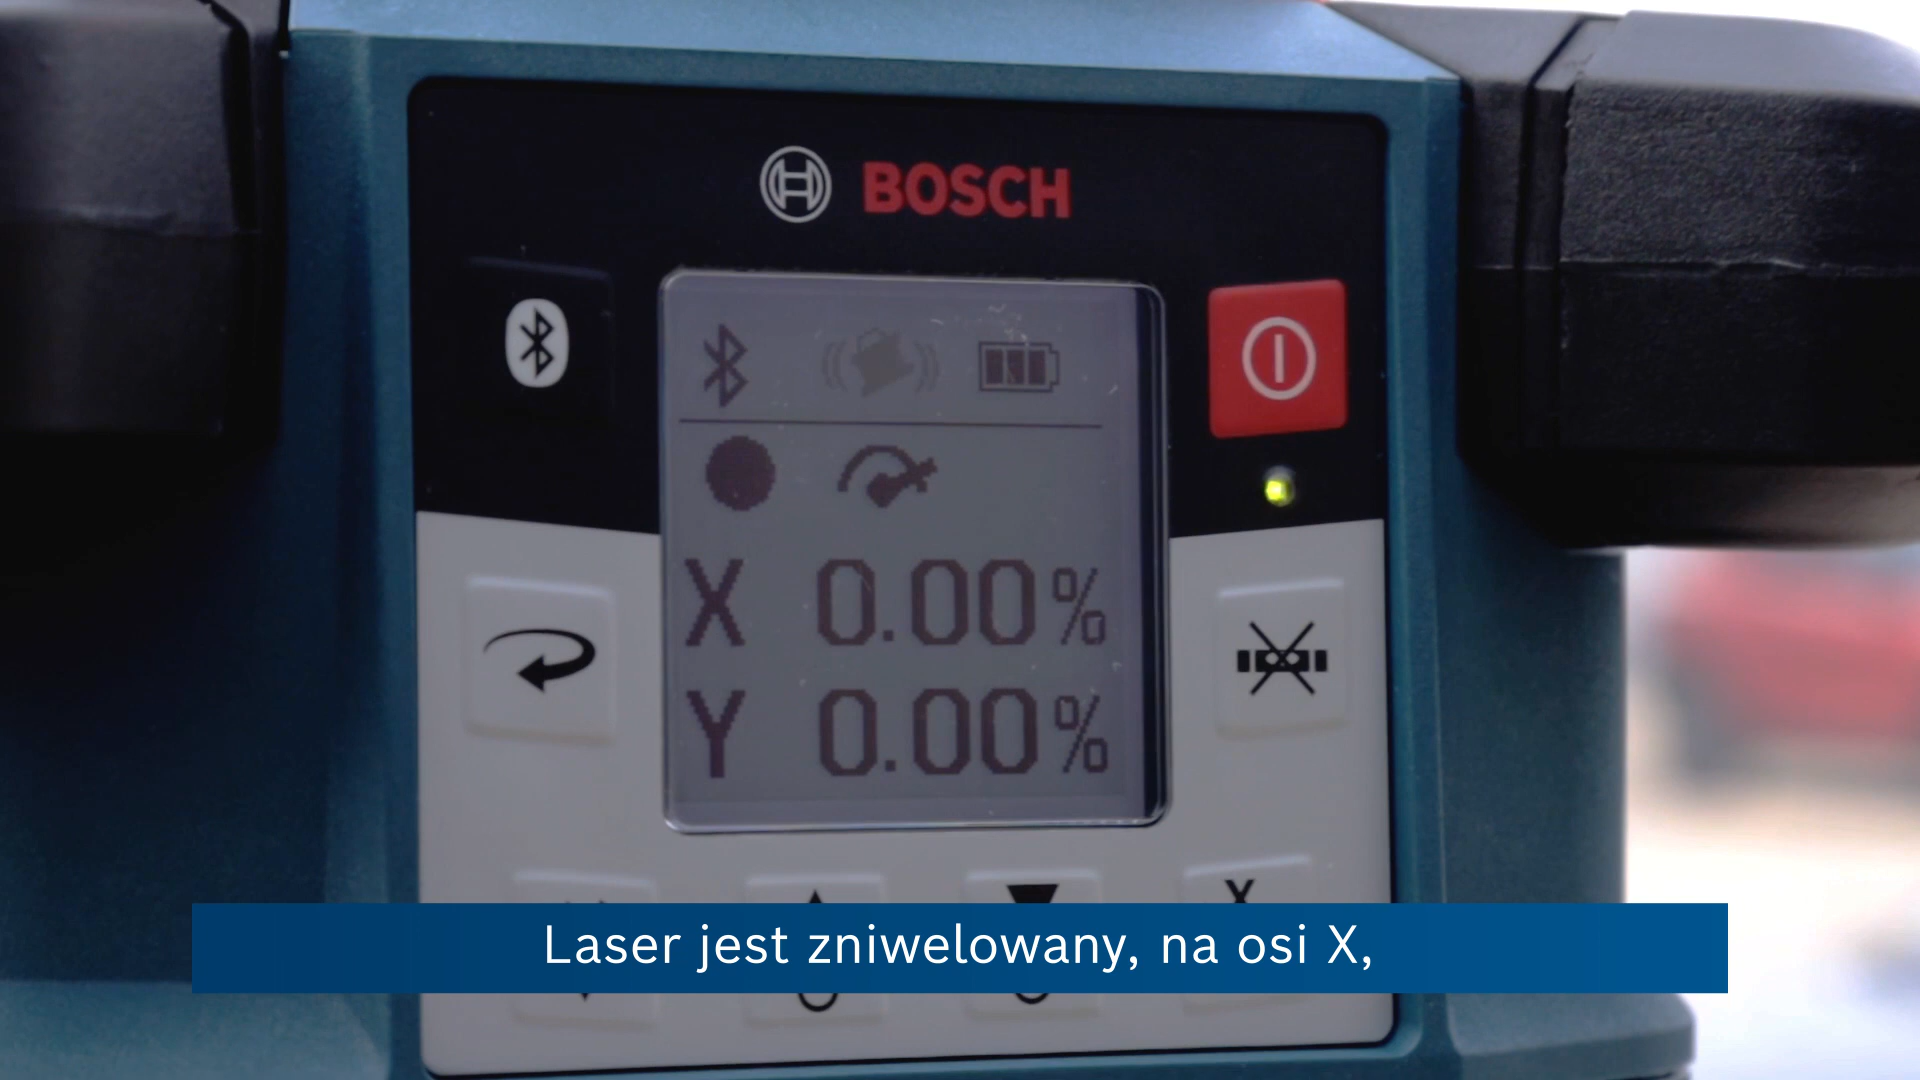 BOSCH
X 0.00%
Y 0.00%
Laser jest zniwelowany, na osi X,